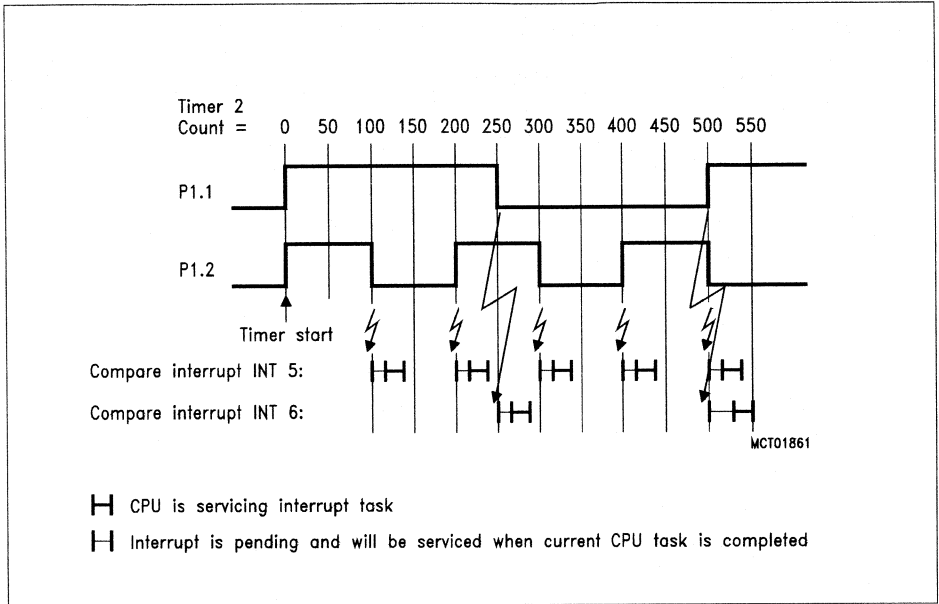 Timer 2
Count = 0 50 100 150 200 250 300 350 400 450 500 550
P1.1
P1.2
Timer start
Compare interrupt INT 5:
Compare interrupt INT 6:
MCT01861
CPU is servicing interrupt task
Interrupt is pending and will be serviced when current CPU task is completed